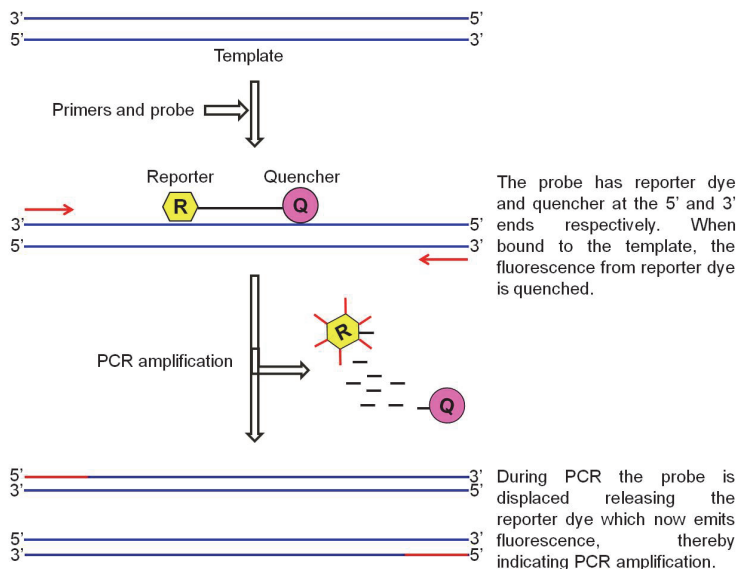 3’ 5’
5’ 3’
Template
Primers and probe
Reporter Quencher
R Q
3’ 5’
5’ 3’
The probe has reporter dye
and quencher at the 5’ and 3’
ends respectively. When
bound to the template, the
fluorescence from reporter dye
is quenched.
R
PCR amplification
Q
5’ 3’
3’ 5’
3’
3’ 5’
During PCR the probe is
displaced releasing the
reporter dye which now emits
fluorescence, thereby
indicating PCR amplification.